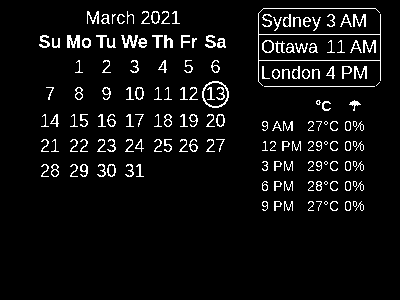 March 2021
Su Mo Tu We Th Fr Sa
1 2 3 4 5 6
7 8 9 10 11 12 13
14 15 16 17 18 19 20
21 22 23 24 25 26 27
28 29 30 31
Sydney 3 AM
Ottawa 11 AM
London 4 PM
°C ☂
9 AM 27°C 0%
12 PM 29°C 0%
3 PM 29°C 0%
6 PM 28°C 0%
9 PM 27°C 0%